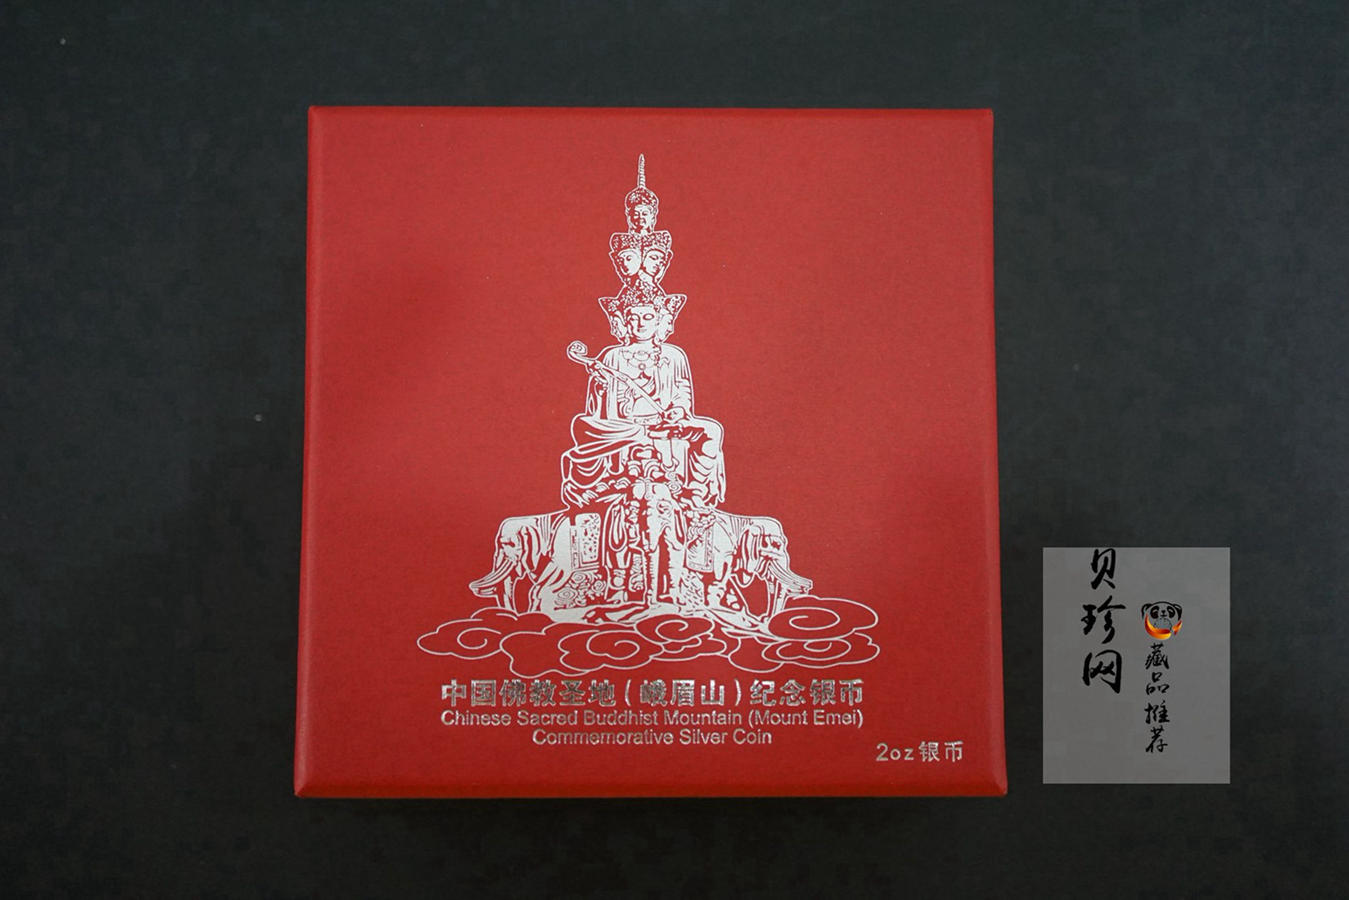 中国佛教圣地(峨眉山)纪念银币
Chinese Sacred Buddhist Mountain (Mount Emei)
Commemorative Silver Coin
2oz银币
贝珍网
藏品推荐